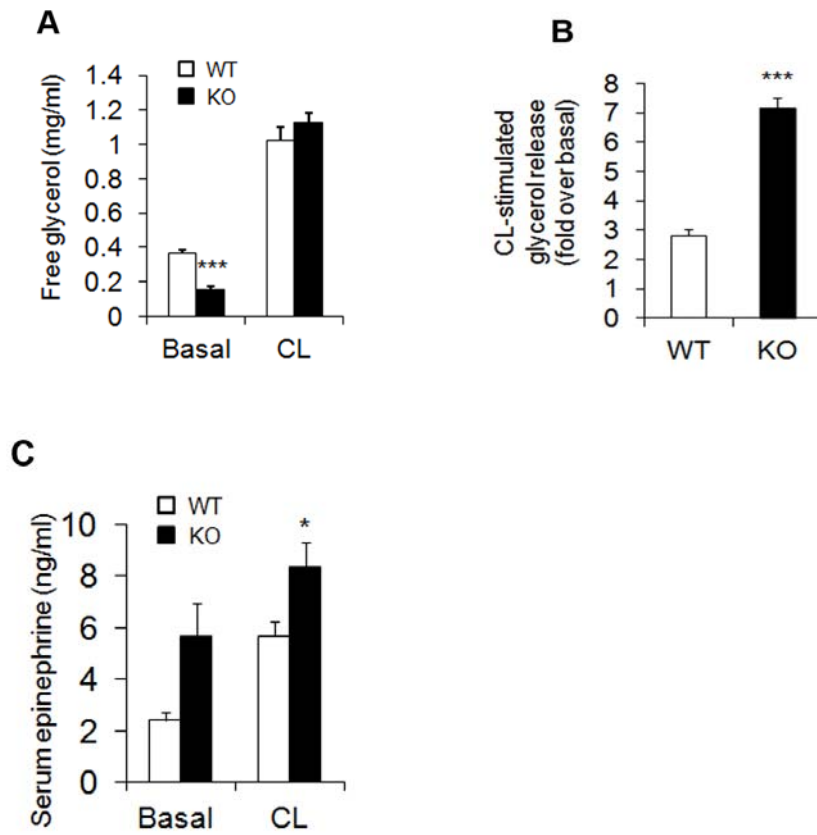 A
WT
KO
Free glycerol (mg/ml)
1.4
1.2
1
0.8
0.6
0.4
0.2
0
***
Basal CL
B
CL-stimulated
glycerol release
(fold over basal)
8
7
6
5
4
3
2
1
0
***
WT KO
C
WT
KO
Serum epinephrine (ng/ml)
10
8
6
4
2
0
*
Basal CL